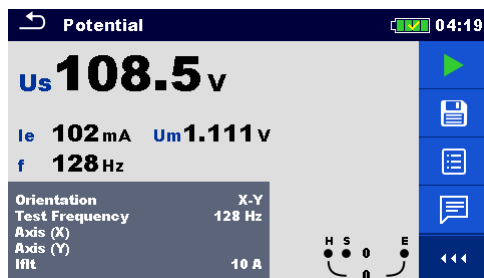 Potential 04:19
Us 108.5 V
Ie 102 mA Um 1.111 V
f 128 Hz
Orientation X-Y
Test Frequency 128 Hz
Axis (X)
Axis (Y)
Iflt 10 A
H S 0 E
0